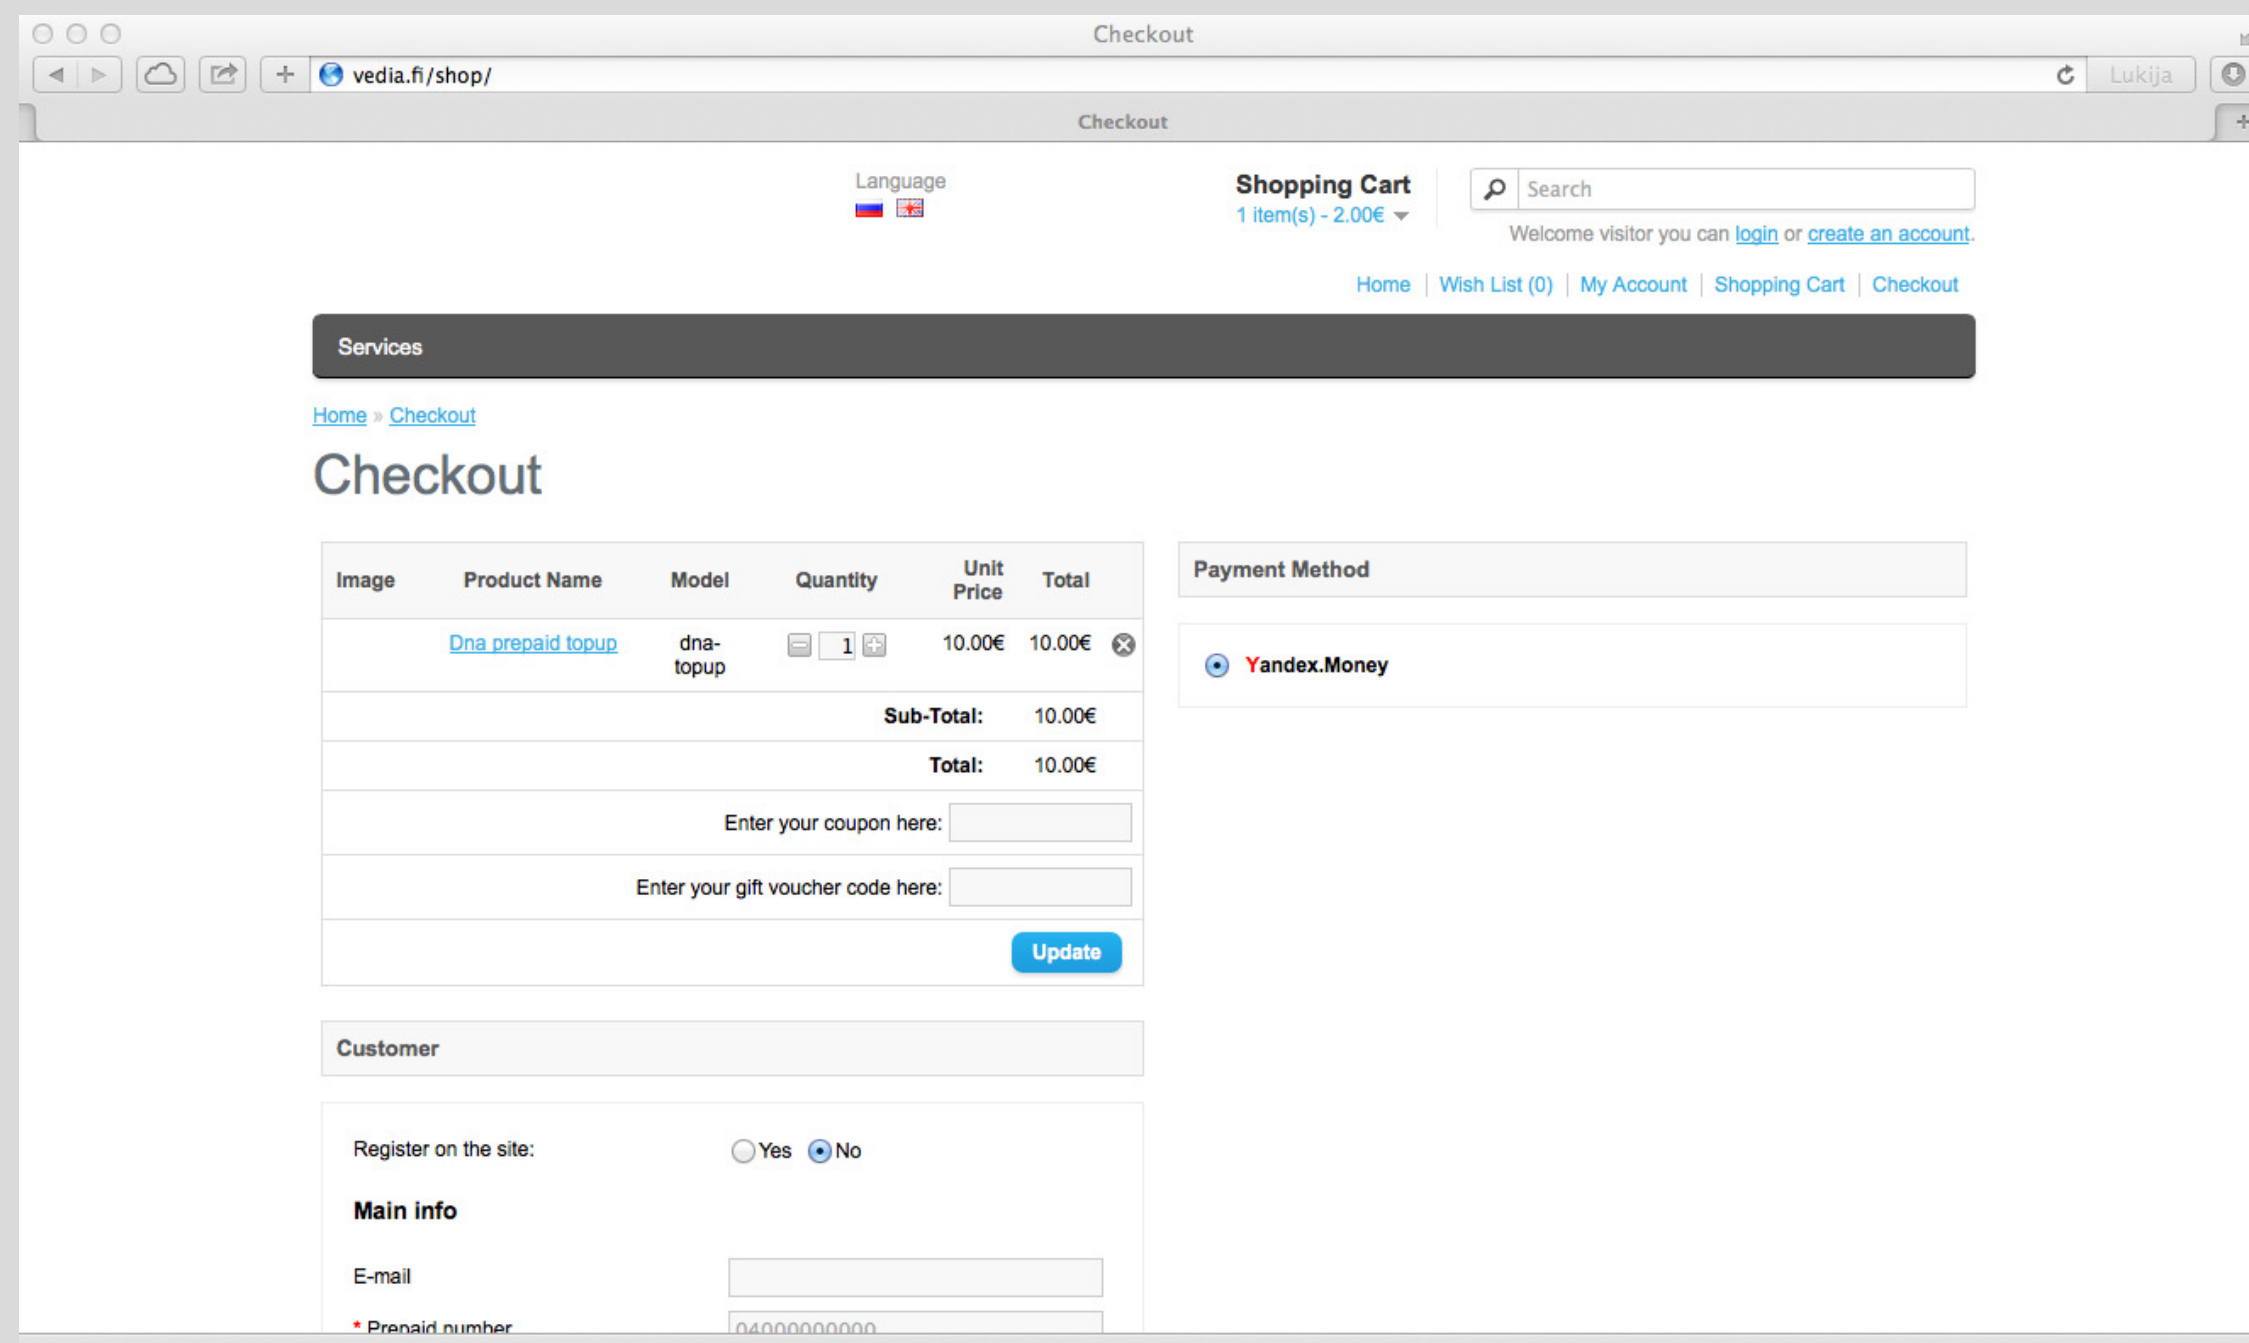 Checkout
vedia.fi/shop/
Lukija
Checkout
Language
Shopping Cart
1 item(s) - 2.00€
Search
Welcome visitor you can login or create an account.
Home
Wish List (0)
My Account
Shopping Cart
Checkout
Services
Home » Checkout
Checkout
Image
Product Name
Model
Quantity
Unit
Price
Total
Dna prepaid topup
dna-
topup
1
10.00€
10.00€
Sub-Total:
10.00€
Total:
10.00€
Enter your coupon here:
Enter your gift voucher code here:
Update
Payment Method
Yandex.Money
Customer
Register on the site:
Yes
No
Main info
E-mail
* Prepaid number
04000000000